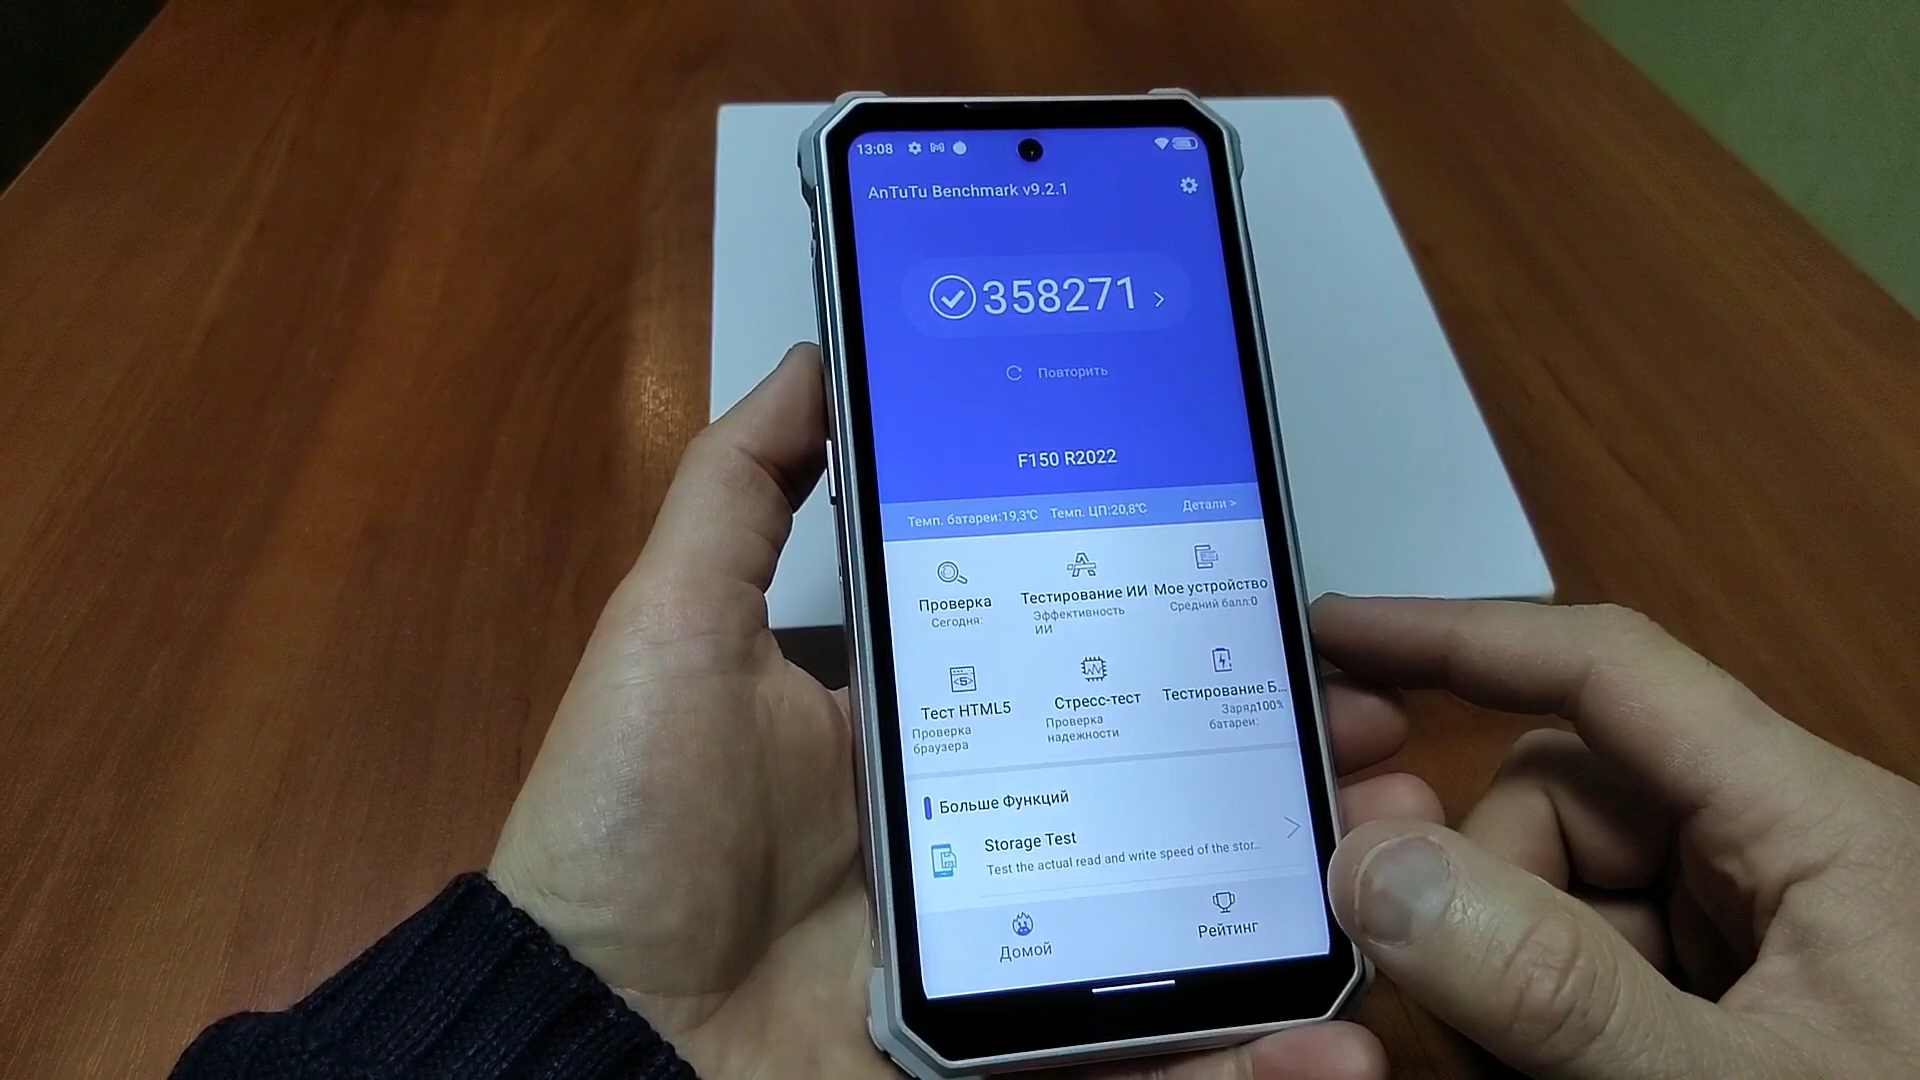 13:08
AnTuTu Benchmark v9.2.1
358271
Повторить
F150 R2022
Темп. батареи:19,3℃ Темп. ЦП:20,8℃ Детали >
Проверка
Сегодня:
Тестирование ИИ
Эффективность
ИИ
Мое устройство
Средний балл:0
Тест HTML5
Проверка
браузера
Стресс-тест
Проверка
надежности
Тестирование Б...
Заряд100%
батареи:
Больше Функций
Storage Test
Test the actual read and write speed of the stor...
Домой
Рейтинг